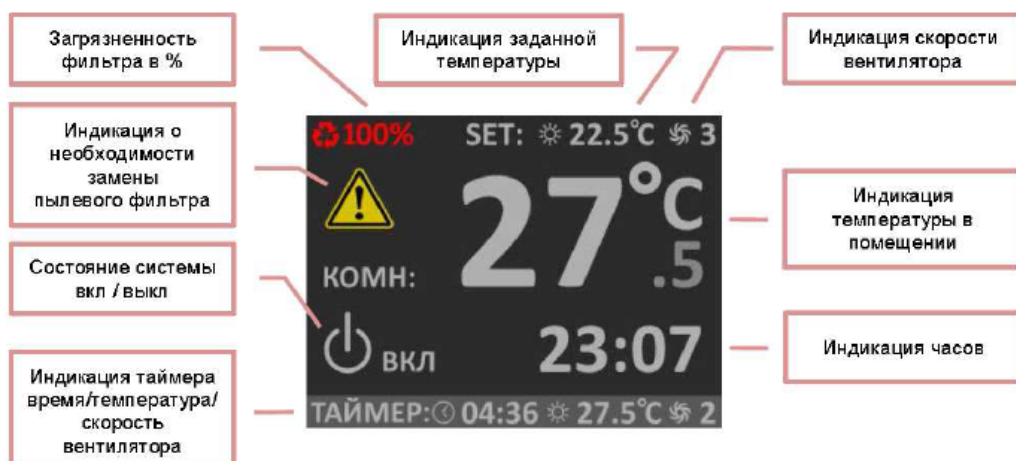 Загрязненность
фильтра в %
Индикация заданной
температуры
Индикация скорости
вентилятора
Индикация о
необходимости
замены
пылевого фильтра
Состояние системы
вкл / выкл
Индикация таймера
время/температура/
скорость
вентилятора
100% SET: 22.5°C 3
27°C
.5
КОМН:
ВКЛ 23:07
ТАЙМЕР: 04:36 27.5°C 2
Индикация
температуры в
помещении
Индикация часов